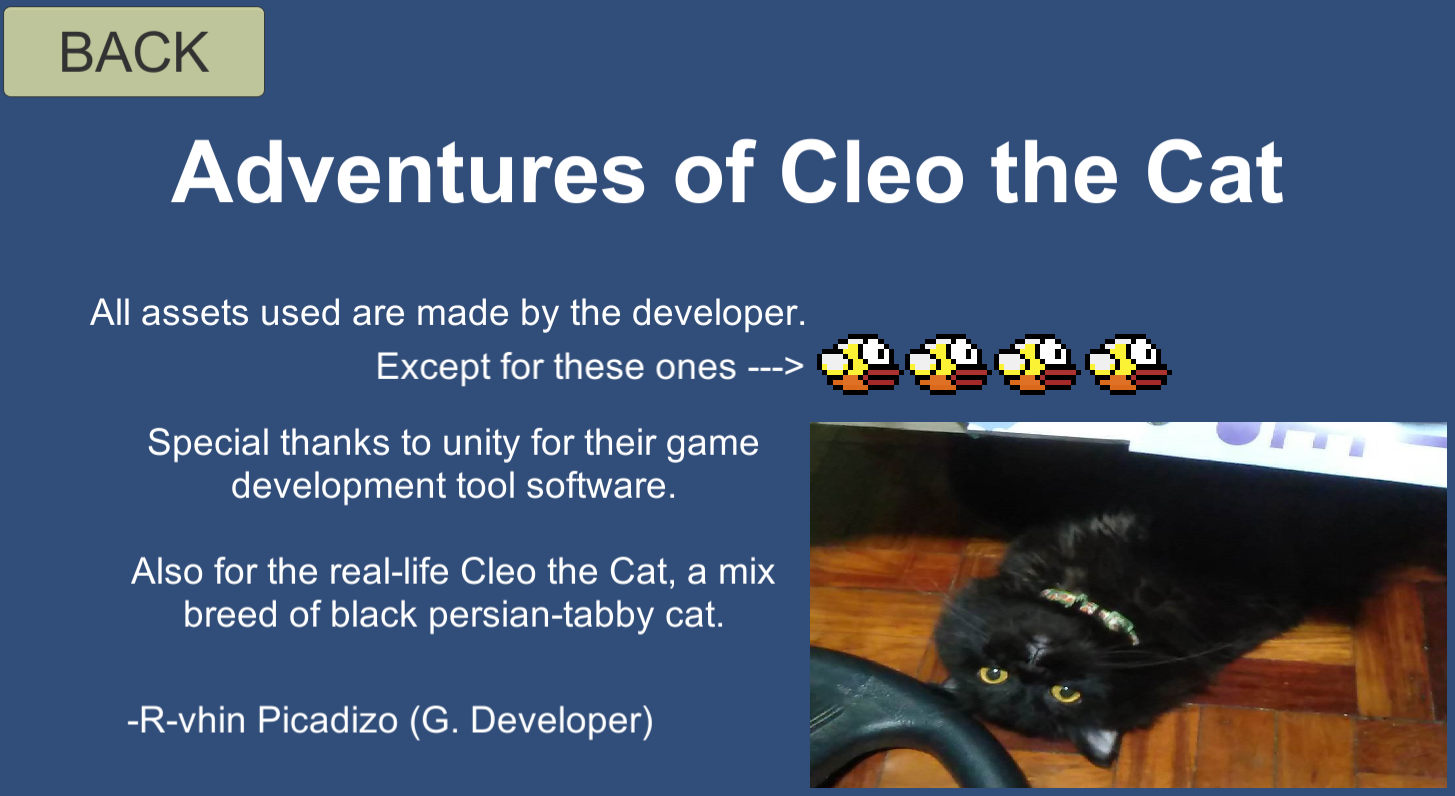 BACK
Adventures of Cleo the Cat
All assets used are made by the developer.
Except for these ones --->
Special thanks to unity for their game
development tool software.
Also for the real-life Cleo the Cat, a mix
breed of black persian-tabby cat.
-R-vhin Picadizo (G. Developer)